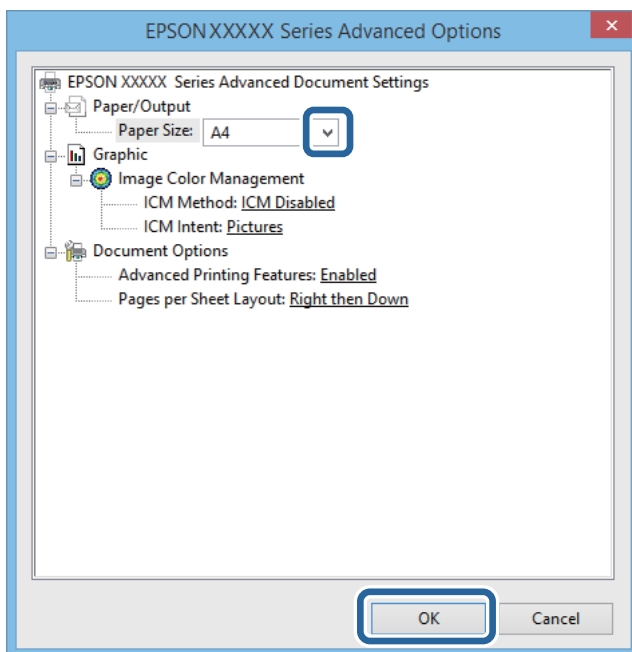 EPSON XXXXX Series Advanced Options
EPSON XXXXX Series Advanced Document Settings
Paper/Output
Paper Size: A4
Graphic
Image Color Management
ICM Method: ICM Disabled
ICM Intent: Pictures
Document Options
Advanced Printing Features: Enabled
Pages per Sheet Layout: Right then Down
OK Cancel